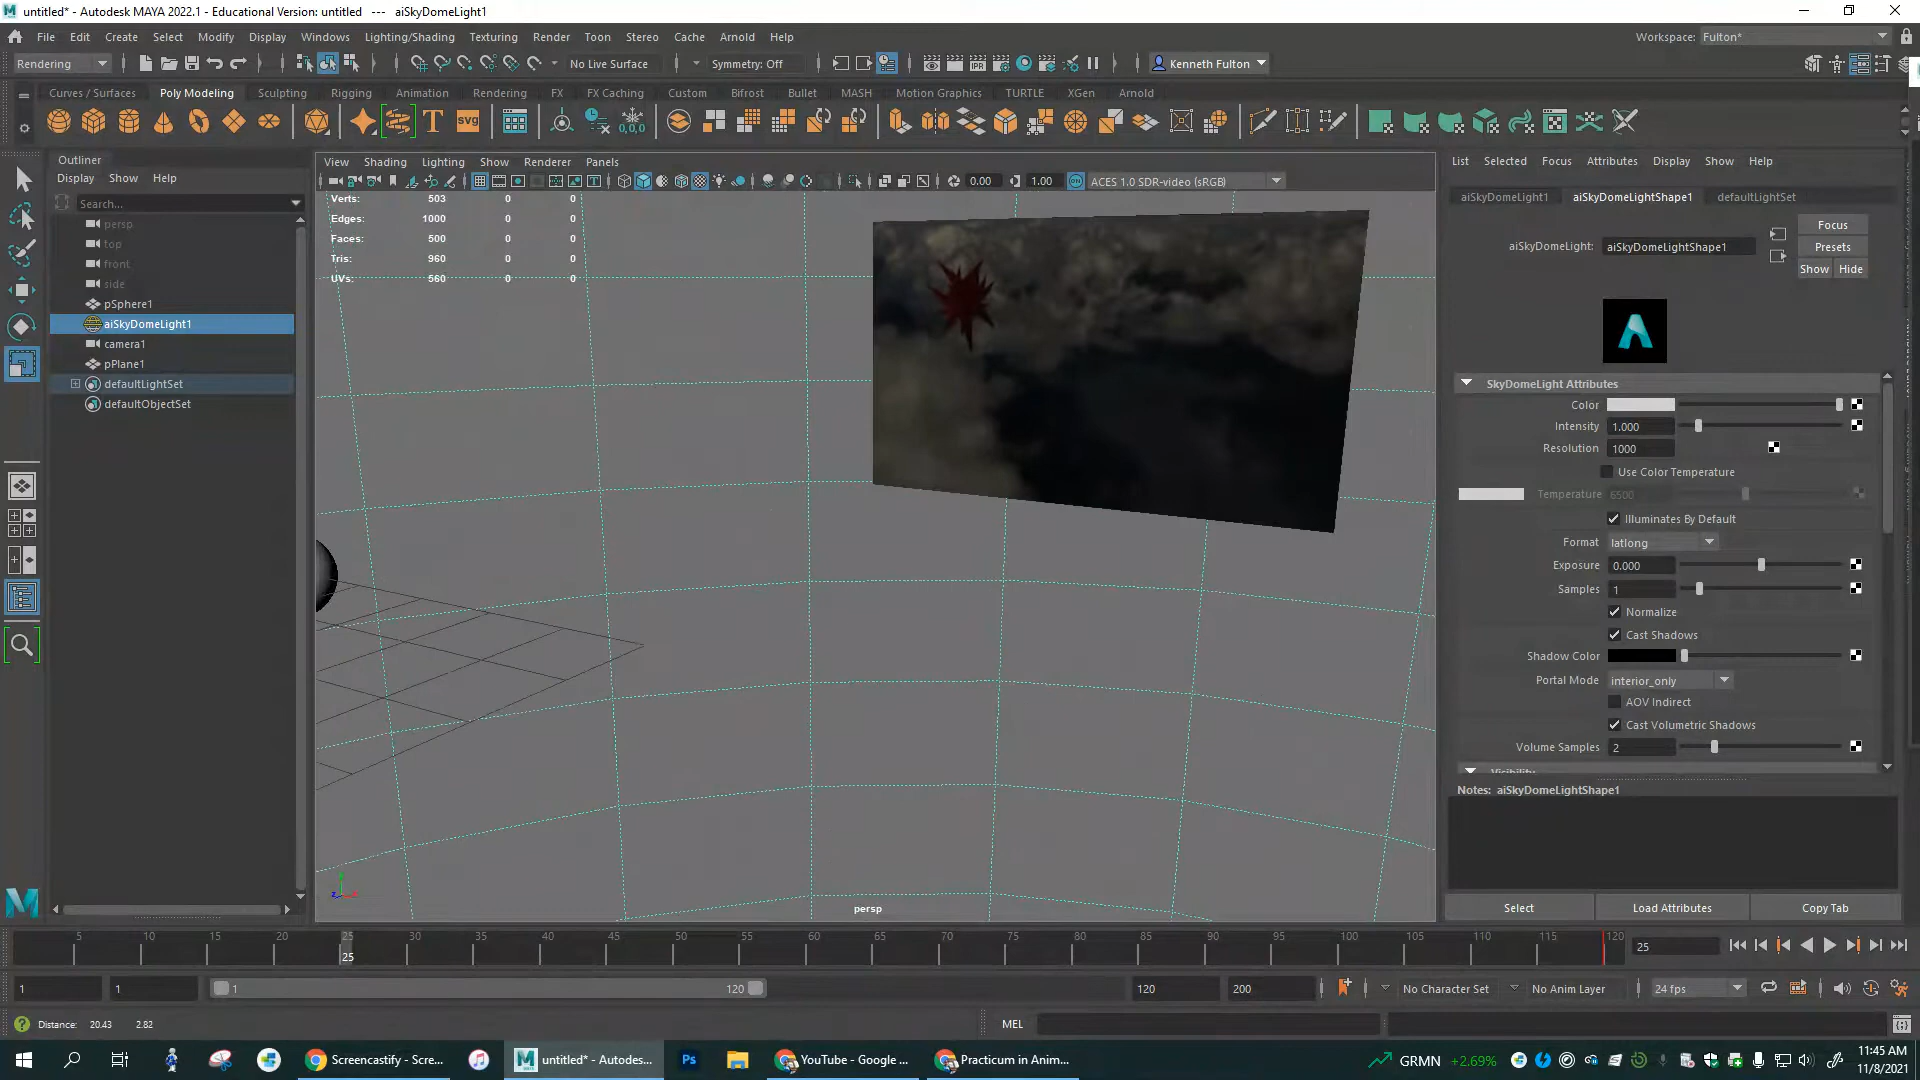 untitled* - Autodesk MAYA 2022.1 - Educational Version: untitled   ---   aiSkyDomeLight1
File Edit Create Select Modify Display Windows Lighting/Shading Texturing Render Toon Stereo Cache Arnold Help Workspace: Fulton*
Rendering No Live Surface Symmetry: Off IPR Kenneth Fulton
Curves / Surfaces Poly Modeling Sculpting Rigging Animation Rendering FX FX Caching Custom Bifrost Bullet MASH Motion Graphics TURTLE XGen Arnold
T svg 0,0,0
Outliner
Display Show Help
Search...
persp
top
front
side
pSphere1
aiSkyDomeLight1
camera1
pPlane1
defaultLightSet
defaultObjectSet
View Shading Lighting Show Renderer Panels
0.00 1.00 ACES 1.0 SDR-video (sRGB)
Verts: 503 0 0
Edges: 1000 0 0
Faces: 500 0 0
Tris: 960 0 0
UVs: 560 0 0
persp
List Selected Focus Attributes Display Show Help
aiSkyDomeLight1 aiSkyDomeLightShape1 defaultLightSet
Focus
aiSkyDomeLight: aiSkyDomeLightShape1
Presets
Show Hide
SkyDomeLight Attributes
Color
Intensity 1.000
Resolution 1000
Use Color Temperature
Temperature 6500
Illuminates By Default
Format latlong
Exposure 0.000
Samples 1
Normalize
Cast Shadows
Shadow Color
Portal Mode interior_only
AOV Indirect
Cast Volumetric Shadows
Volume Samples 2
Visibility
Notes: aiSkyDomeLightShape1
Select Load Attributes Copy Tab
5 10 15 20 25 30 35 40 45 50 55 60 65 70 75 80 85 90 95 100 105 110 115 120
25 25
1 1 1 120 120 200 No Character Set No Anim Layer 24 fps
Distance: 20.43 2.82 MEL
Screencastify - Scre... untitled* - Autodes... Ps YouTube - Google ... Practicum in Anim... GRMN +2.69% 11:45 AM
11/8/2021